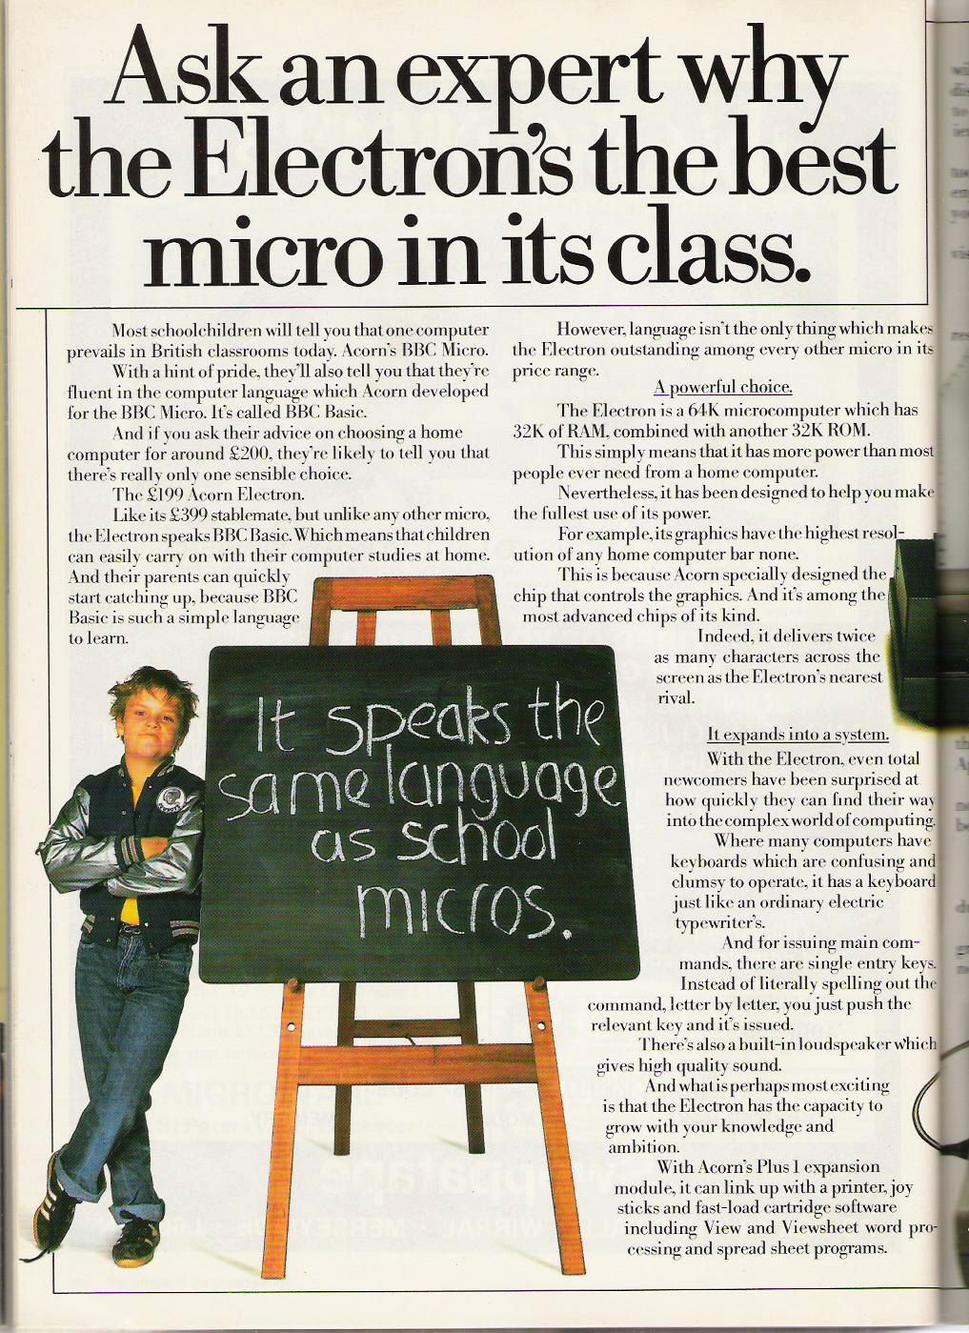 Ask an expert why
the Electron's the best
micro in its class.
Most schoolchildren will tell you that one computer
prevails in British classrooms today. Acorn's BBC Micro.
With a hint of pride, they'll also tell you that they're
fluent in the computer language which Acorn developed
for the BBC Micro. It's called BBC Basic.
And if you ask their advice on choosing a home
computer for around £200, they're likely to tell you that
there's really only one sensible choice.
The £199 Acorn Electron.
Like its £399 stablemate, but unlike any other micro,
the Electron speaks BBC Basic. Which means that children
can easily carry on with their computer studies at home.
And their parents can quickly
start catching up, because BBC
Basic is such a simple language
to learn.
It speaks the
same language
as school
micros.
However, language isn't the only thing which makes
the Electron outstanding among every other micro in its
price range.
A powerful choice.
The Electron is a 64K microcomputer which has
32K of RAM, combined with another 32K ROM.
This simply means that it has more power than most
people ever need from a home computer.
Nevertheless, it has been designed to help you make
the fullest use of its power.
For example, its graphics have the highest resol-
ution of any home computer bar none.
This is because Acorn specially designed the
chip that controls the graphics. And it's among the
most advanced chips of its kind.
Indeed, it delivers twice
as many characters across the
screen as the Electron's nearest
rival.
It expands into a system.
With the Electron, even total
newcomers have been surprised at
how quickly they can find their way
into the complex world of computing.
Where many computers have
keyboards which are confusing and
clumsy to operate, it has a keyboard
just like an ordinary electric
typewriter's.
And for issuing main com-
mands, there are single entry keys.
Instead of literally spelling out the
command, letter by letter, you just push the
relevant key and it's issued.
There's also a built-in loudspeaker which
gives high quality sound.
And what is perhaps most exciting
is that the Electron has the capacity to
grow with your knowledge and
ambition.
With Acorn's Plus 1 expansion
module, it can link up with a printer, joy
sticks and fast-load cartridge software
including View and Viewsheet word pro-
cessing and spread sheet programs.